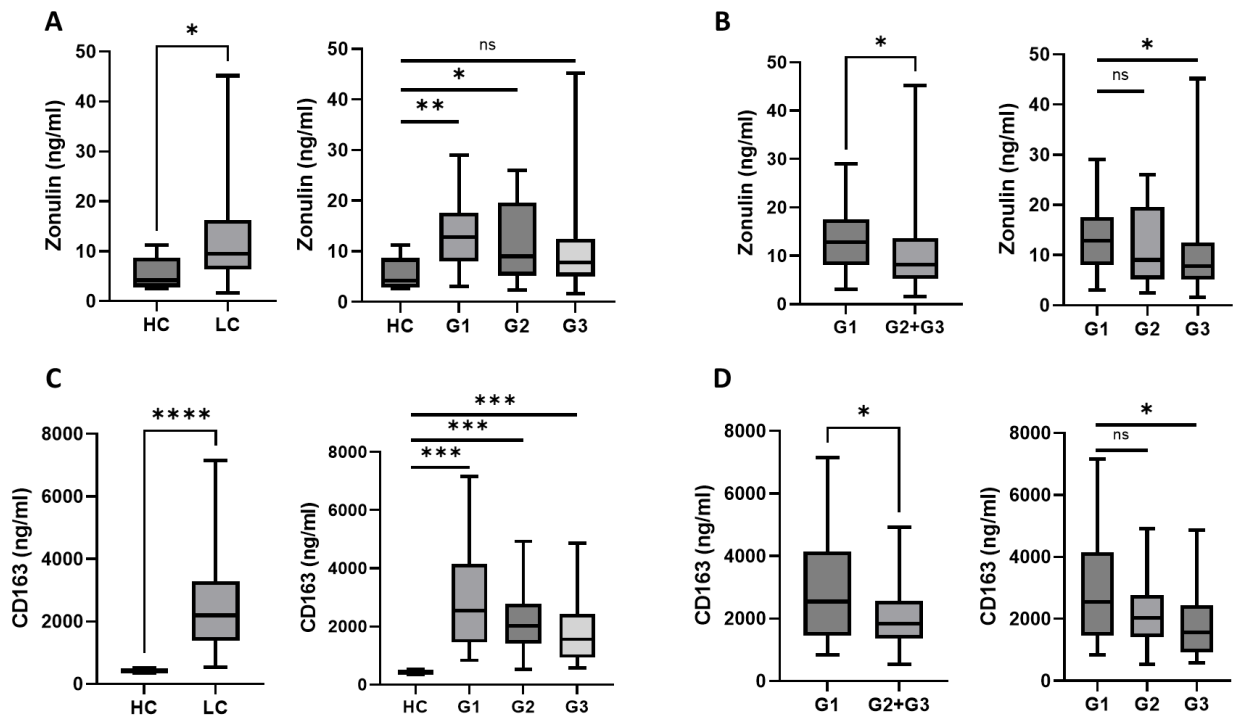 A
B
*
Zonulin (ng/ml)
50
40
30
20
10
0
HC LC
ns
*
**
Zonulin (ng/ml)
50
40
30
20
10
0
HC G1 G2 G3
*
Zonulin (ng/ml)
50
40
30
20
10
0
G1 G2+G3
*
ns
Zonulin (ng/ml)
50
40
30
20
10
0
G1 G2 G3
C
D
****
CD163 (ng/ml)
8000
6000
4000
2000
0
HC LC
***
***
***
CD163 (ng/ml)
8000
6000
4000
2000
0
HC G1 G2 G3
*
CD163 (ng/ml)
8000
6000
4000
2000
0
G1 G2+G3
*
ns
CD163 (ng/ml)
8000
6000
4000
2000
0
G1 G2 G3